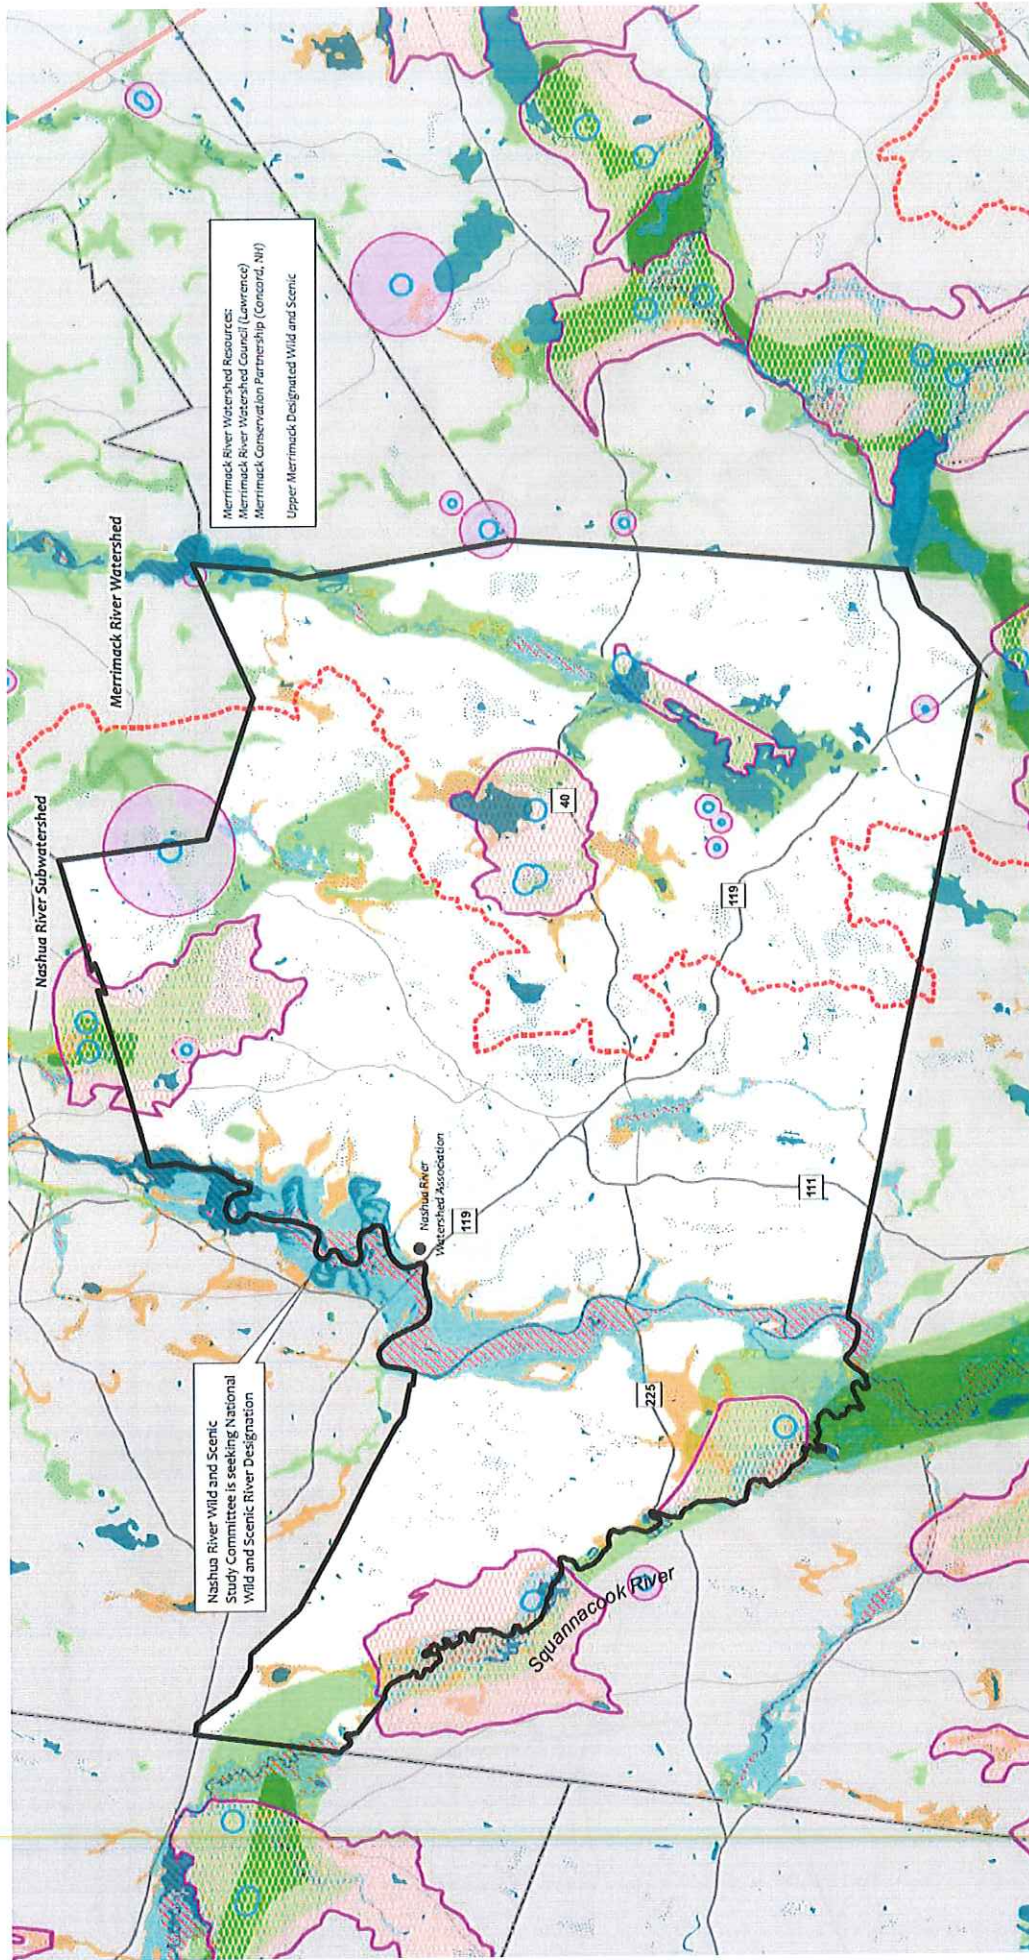 Nashua River Subwatershed
Merrimack River Watershed
Merrimack River Watershed Resources:
Merrimack River Watershed Council (Lawrence)
Merrimack Conservation Partnership (Concord, NH)
Upper Merrimack Designated Wild and Scenic
Nashua River Wild and Scenic
Study Committee is seeking National
Wild and Scenic River Designation
Nashua River
Watershed Association
119
40
119
111
225
Squannacook River